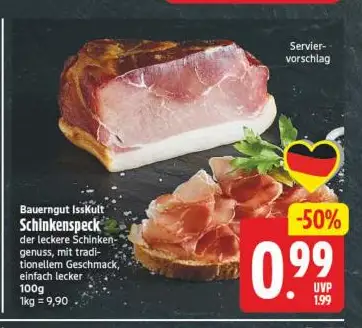 Servier-
vorschlag
Bauerngut IssKult
Schinkenspeck
der leckere Schinken-
genuss, mit tradi-
tionellem Geschmack,
einfach lecker
100g
1kg = 9,90
-50%
0.99
UVP
1.99